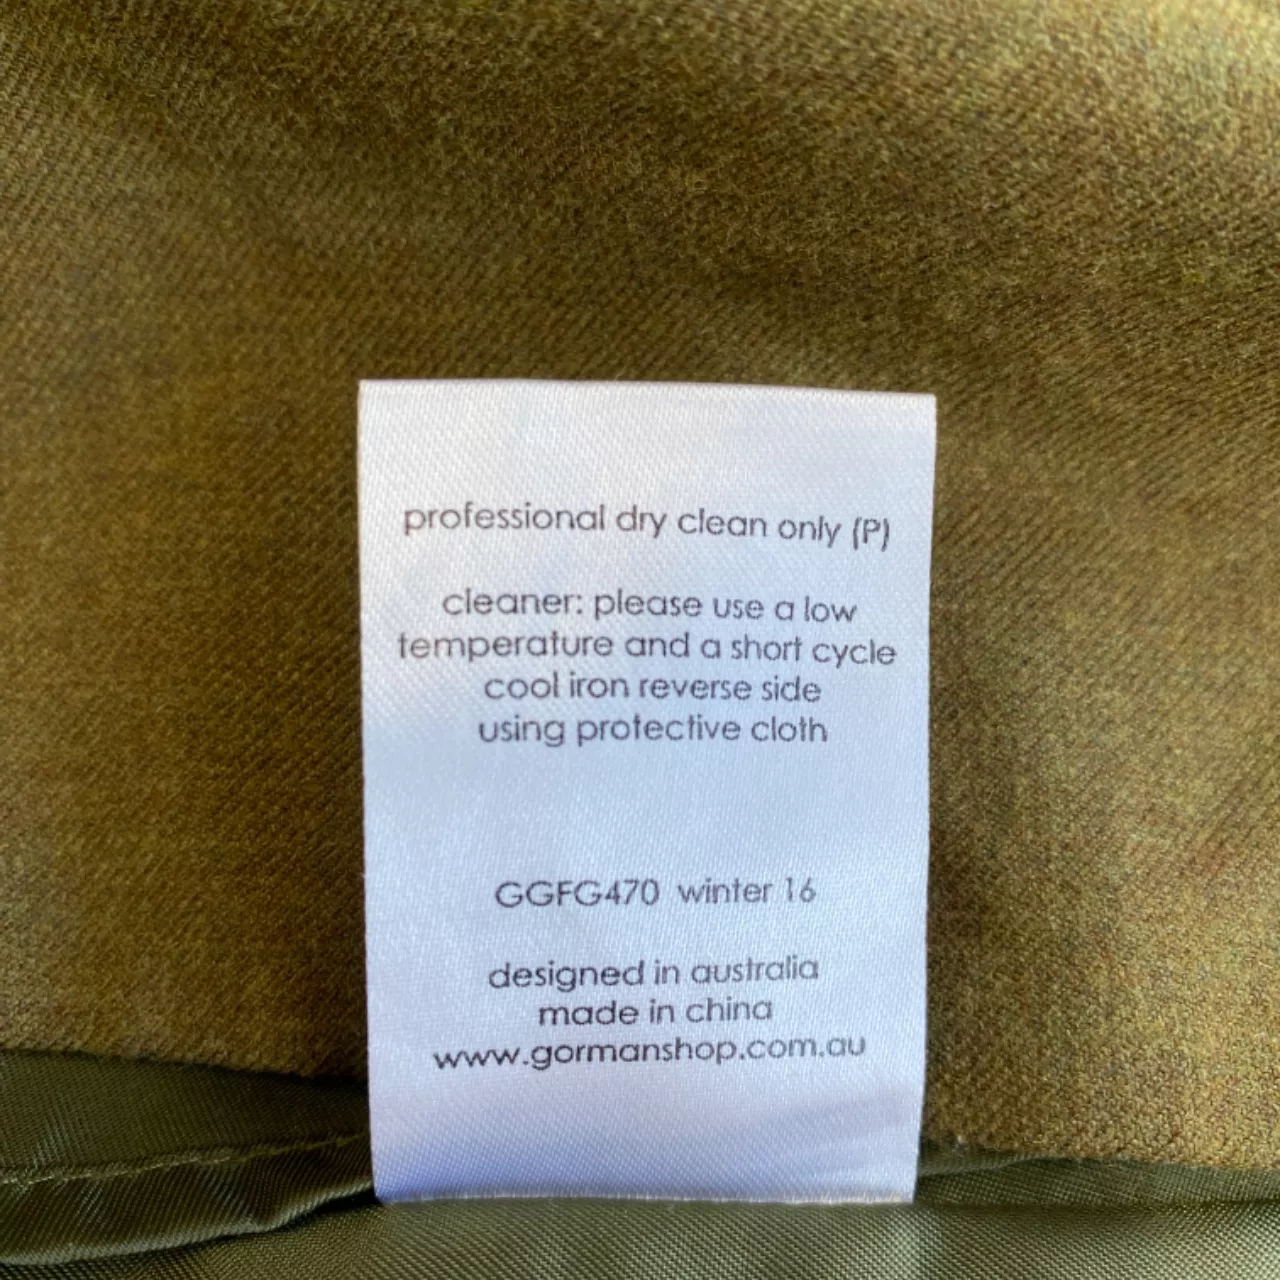 professional dry clean only (P)
cleaner: please use a low
temperature and a short cycle
cool iron reverse side
using protective cloth
GGFG470 winter 16
designed in australia
made in china
www.gormanshop.com.au